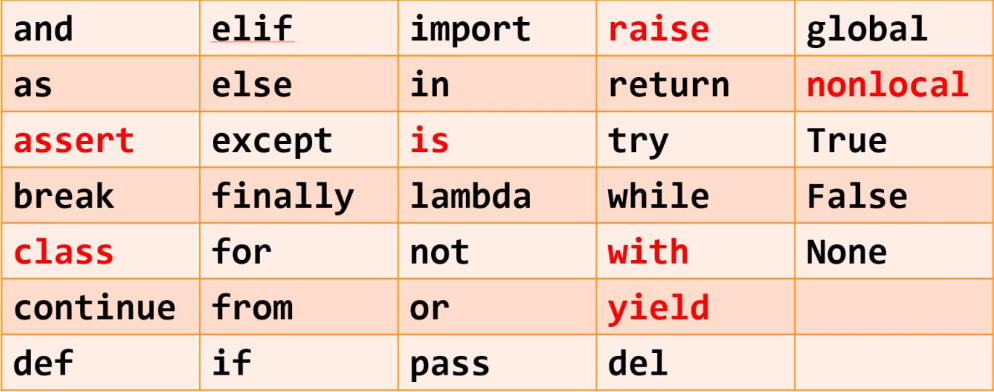 and elif import raise global
as else in return nonlocal
assert except is try True
break finally lambda while False
class for not with None
continue from or yield
def if pass del